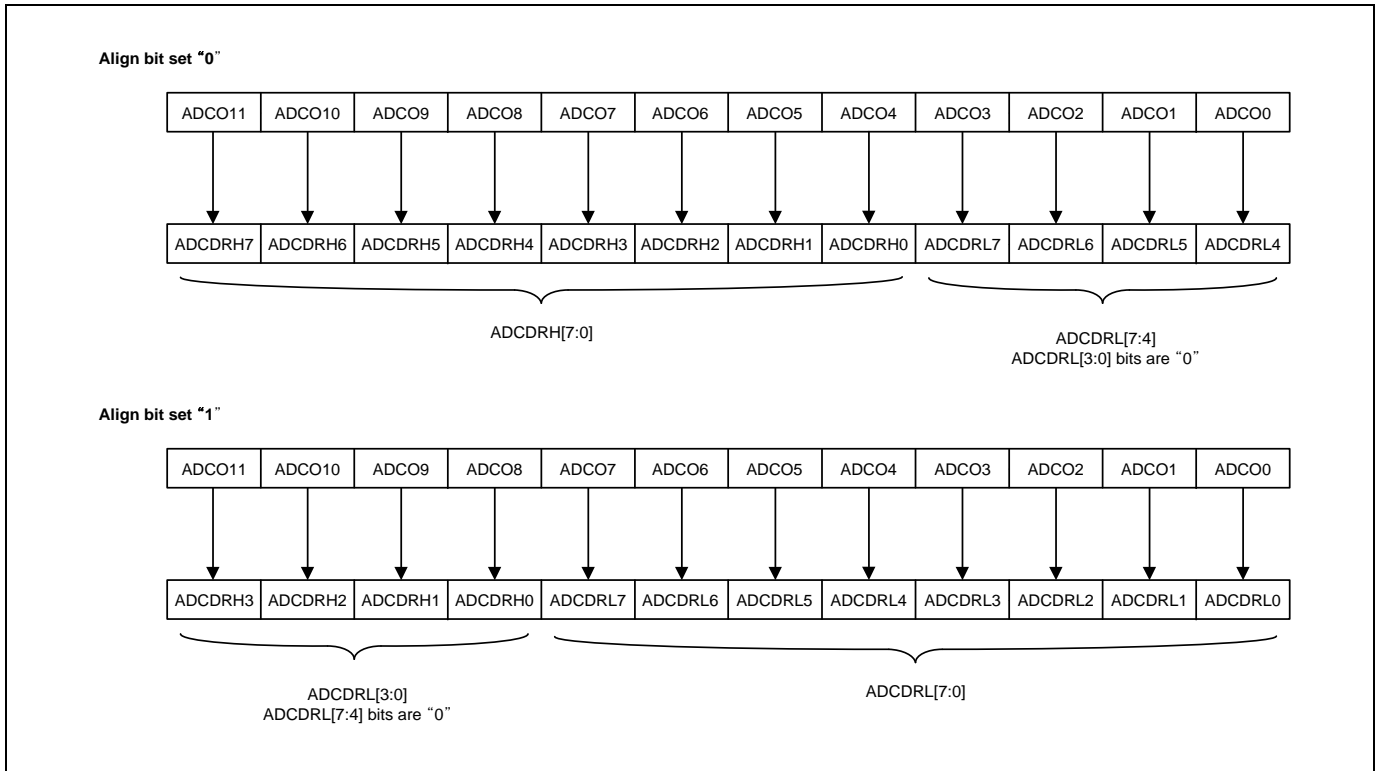 Align bit set “0”
ADCO11 ADCO10 ADCO9 ADCO8 ADCO7 ADCO6 ADCO5 ADCO4 ADCO3 ADCO2 ADCO1 ADCO0
ADCDRH7 ADCDRH6 ADCDRH5 ADCDRH4 ADCDRH3 ADCDRH2 ADCDRH1 ADCDRH0 ADCDRL7 ADCDRL6 ADCDRL5 ADCDRL4
ADCDRH[7:0]
ADCDRL[7:4]
ADCDRL[3:0] bits are “0”
Align bit set “1”
ADCO11 ADCO10 ADCO9 ADCO8 ADCO7 ADCO6 ADCO5 ADCO4 ADCO3 ADCO2 ADCO1 ADCO0
ADCDRH3 ADCDRH2 ADCDRH1 ADCDRH0 ADCDRL7 ADCDRL6 ADCDRL5 ADCDRL4 ADCDRL3 ADCDRL2 ADCDRL1 ADCDRL0
ADCDRL[3:0]
ADCDRL[7:4] bits are “0”
ADCDRL[7:0]